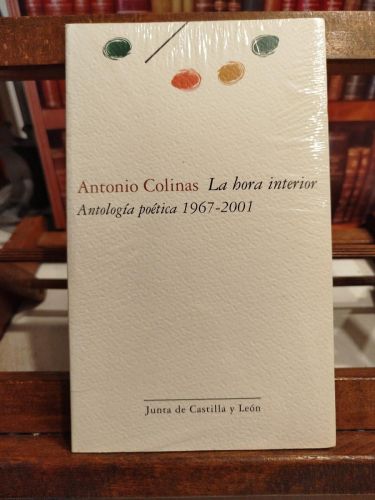 Antonio Colinas La hora interior
Antología poética 1967-2001
Junta de Castilla y León